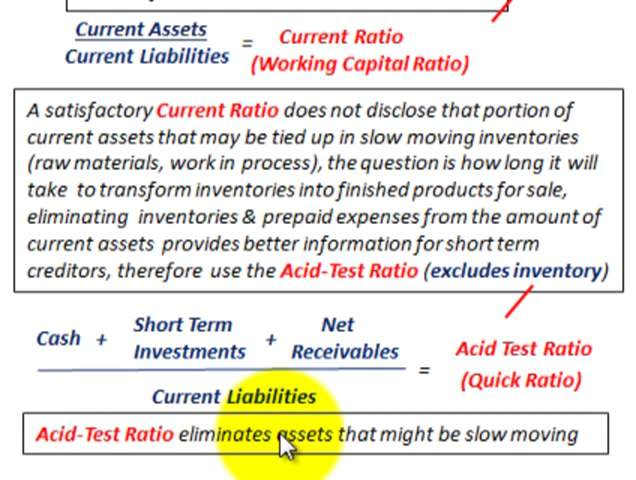 Current Assets
Current Liabilities
=
Current Ratio
(Working Capital Ratio)
A satisfactory Current Ratio does not disclose that portion of
current assets that may be tied up in slow moving inventories
(raw materials, work in process), the question is how long it will
take to transform inventories into finished products for sale,
eliminating inventories & prepaid expenses from the amount of
current assets provides better information for short term
creditors, therefore use the Acid-Test Ratio (excludes inventory)
Cash + Short Term Investments + Net Receivables
Current Liabilities
=
Acid Test Ratio
(Quick Ratio)
Acid-Test Ratio eliminates assets that might be slow moving